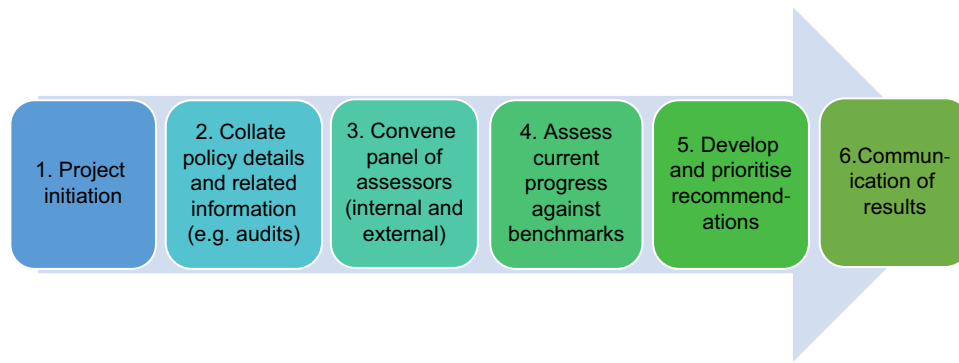 1. Project
initiation
2. Collate
policy details
and related
information
(e.g. audits)
3. Convene
panel of
assessors
(internal and
external)
4. Assess
current
progress
against
benchmarks
5. Develop
and prioritise
recommend-
ations
6.Commun-
ication of
results